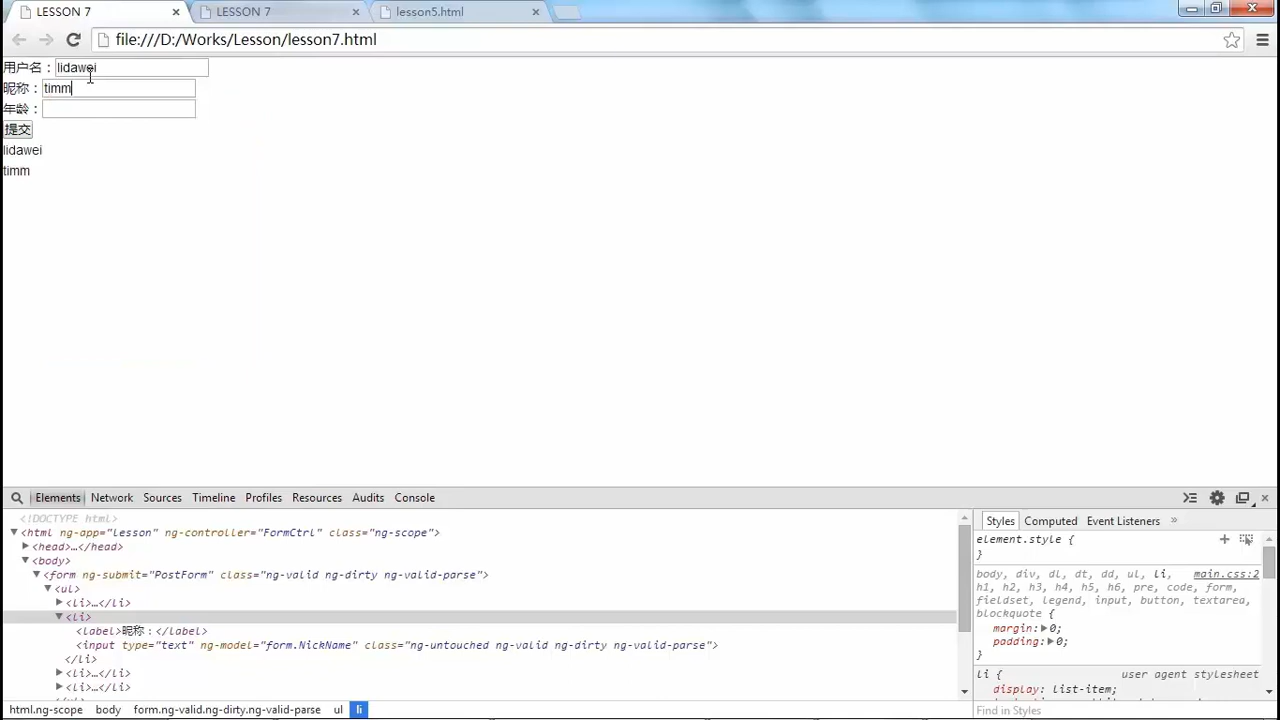 LESSON 7
LESSON 7
lesson5.html
file:///D:/Works/Lesson/lesson7.html
用户名：lidawei
昵称：timm
年龄：
提交
lidawei
timm
Elements Network Sources Timeline Profiles Resources Audits Console
<!DOCTYPE html>
<html ng-app="lesson" ng-controller="FormCtrl" class="ng-scope">
<head>…</head>
<body>
<form ng-submit="PostForm" class="ng-valid ng-dirty ng-valid-parse">
<ul>
<li>…</li>
<li>
<label>昵称：</label>
<input type="text" ng-model="form.NickName" class="ng-untouched ng-valid ng-dirty ng-valid-parse">
</li>
<li>…</li>
<li>…</li>
html.ng-scope body form.ng-valid.ng-dirty.ng-valid-parse ul li
Styles Computed Event Listeners »
element.style {
}
body, div, dl, dt, dd, ul, li, main.css:2
h1, h2, h3, h4, h5, h6, pre, code, form,
fieldset, legend, input, button, textarea,
blockquote {
margin: 0;
padding: 0;
}
li { user agent stylesheet
display: list-item;
Find in Styles